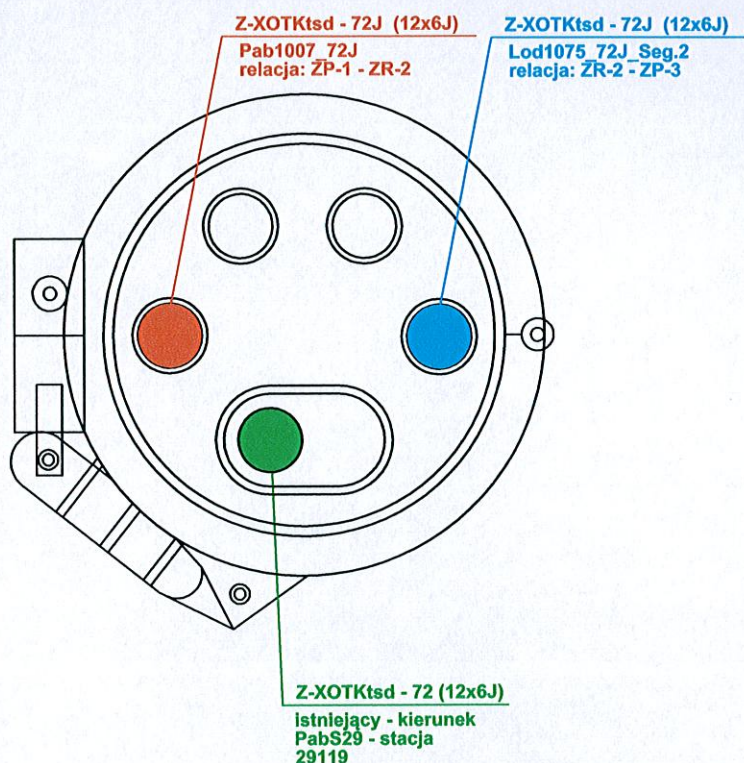 Z-XOTKtsd - 72J (12x6J)
Pab1007_72J
relacja: ZP-1 - ZR-2
Z-XOTKtsd - 72J (12x6J)
Lod1075_72J_Seg.2
relacja: ZR-2 - ZP-3
Z-XOTKtsd - 72 (12x6J)
istniejący - kierunek
PabS29 - stacja
29119